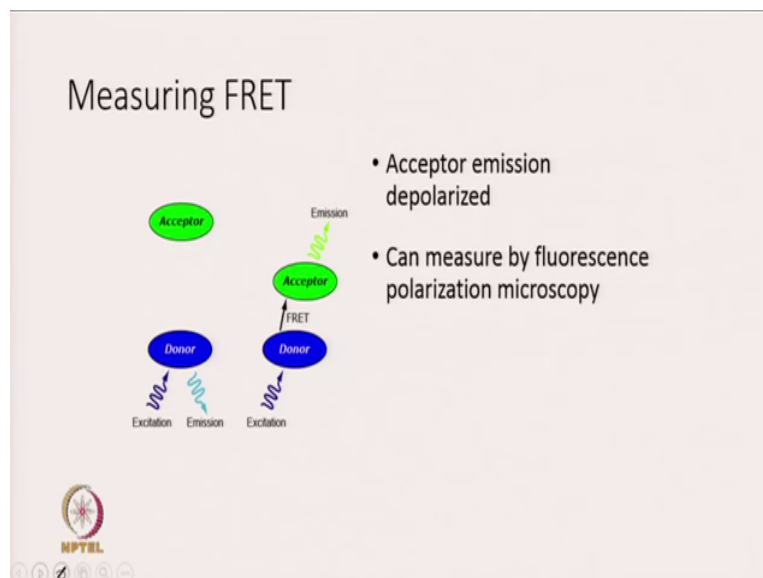 Measuring FRET
• Acceptor emission
depolarized
• Can measure by fluorescence
polarization microscopy
Acceptor
Emission
Acceptor
FRET
Donor
Donor
Excitation
Emission
Excitation
NPTEL